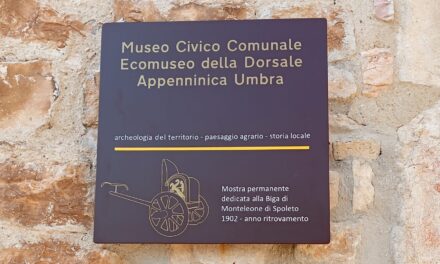 Museo Civico Comunale
Ecomuseo della Dorsale
Appenninica Umbra
archeologia del territorio - paesaggio agrario - storia locale
Mostra permanente
dedicata alla Biga di
Monteleone di Spoleto
1902 - anno ritrovamento